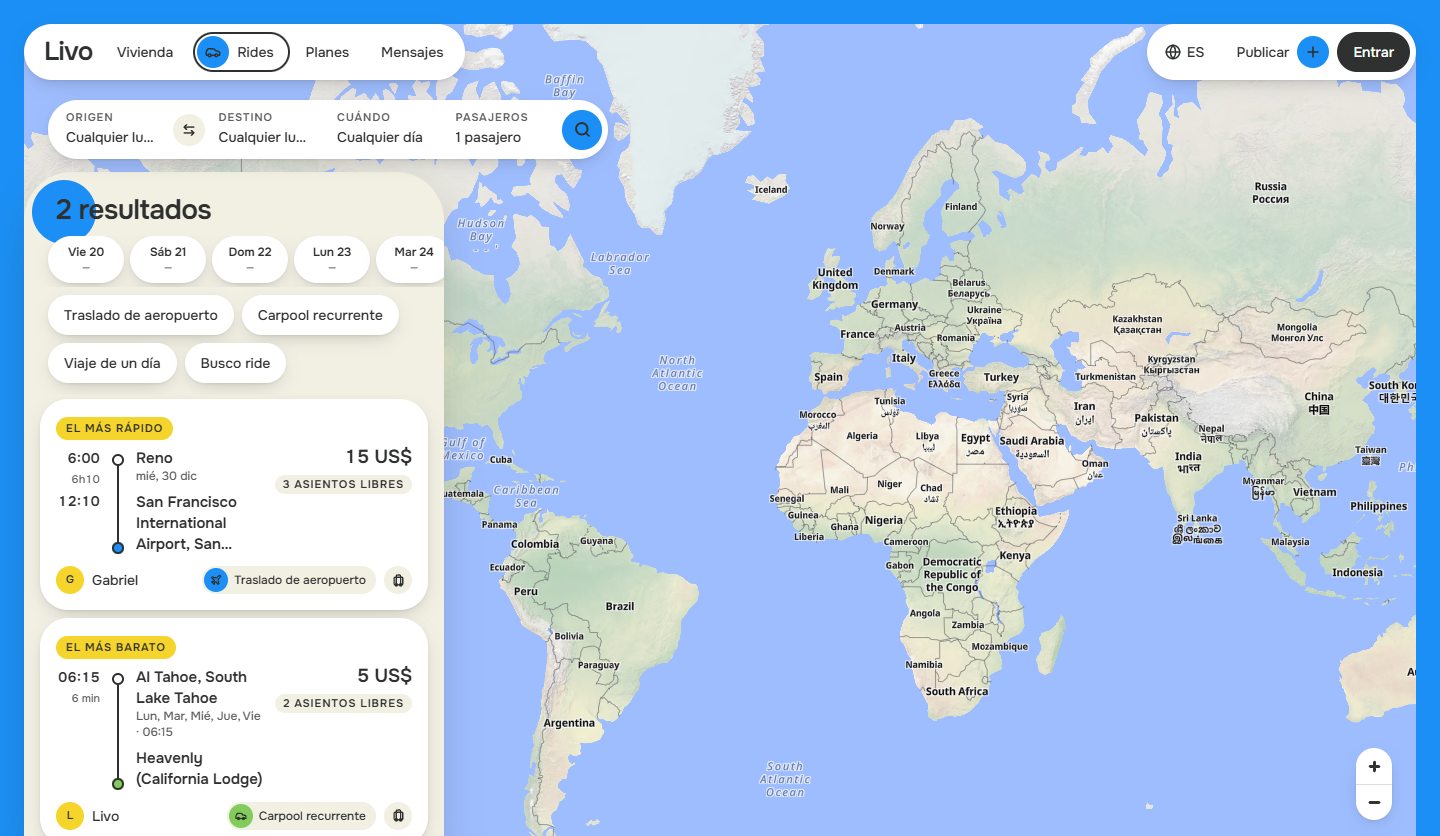 Livo
Vivienda
Rides
Planes
Mensajes
ES
Publicar
Entrar
ORIGEN
Cualquier lu...
DESTINO
Cualquier lu...
CUÁNDO
Cualquier día
PASAJEROS
1 pasajero
2 resultados
Vie 20
–
Sáb 21
–
Dom 22
–
Lun 23
–
Mar 24
–
Traslado de aeropuerto
Carpool recurrente
Viaje de un día
Busco ride
EL MÁS RÁPIDO
6:00
Reno
15 US$
6h10
mié, 30 dic
3 ASIENTOS LIBRES
12:10
San Francisco
International
Airport, San...
G
Gabriel
Traslado de aeropuerto
EL MÁS BARATO
06:15
Al Tahoe, South
Lake Tahoe
5 US$
6 min
Lun, Mar, Mié, Jue, Vie
· 06:15
2 ASIENTOS LIBRES
Heavenly
(California Lodge)
L
Livo
Carpool recurrente
Baffin
Bay
Hudson
Bay
Labrador
Sea
North
Atlantic
Ocean
Gulf of
Mexico
Cuba
Caribbean
Sea
Panama
Colombia
Guyana
Ecuador
Peru
Brazil
Bolivia
Paraguay
Argentina
South
Atlantic
Ocean
Iceland
Norway
Finland
Russia
Россия
United
Kingdom
Denmark
Belarus
Беларусь
Germany
Ukraine
Україна
France
Austria
Romania
Italy
Spain
Greece
Ελλάδα
Turkey
Kazakhstan
Қазақстан
Mongolia
Монгол Улс
Kyrgyzstan
Кыргызстан
Turkmenistan
China
中国
Tunisia
تونس
Syria
سوريا
Morocco
المغرب
Algeria
Libya
ليبيا
Egypt
مصر
Saudi Arabia
السعودية
Iran
ایران
Pakistan
پاکستان
Nepal
नेपाल
India
भारत
Oman
عمان
Taiwan
臺灣
Myanmar
မြန်မာ
Vietnam
Philippines
Mali
Niger
Chad
تشاد
Senegal
Guinea
Ghana
Nigeria
Liberia
Ethiopia
ኢትዮጵያ
Cameroon
Gabon
Democratic
Republic of
the Congo
Kenya
Sri Lanka
ශ්‍රී ලංකාව
இலங்கை
Malaysia
Indonesia
Angola
Zambia
Mozambique
Namibia
South Africa
+
−